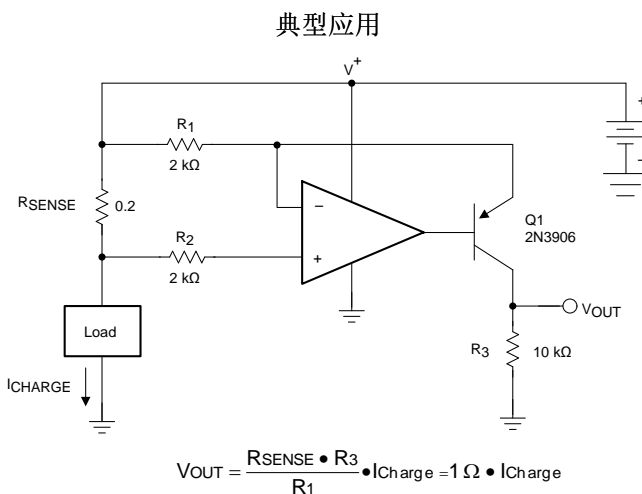 典型应用
V+
+
R1
2 kΩ
−
RSENSE
0.2
−
Q1
2N3906
R2
2 kΩ
+
Load
VOUT
R3
10 kΩ
ICHARGE
VOUT = RSENSE • R3 / R1 • ICharge = 1 Ω • ICharge